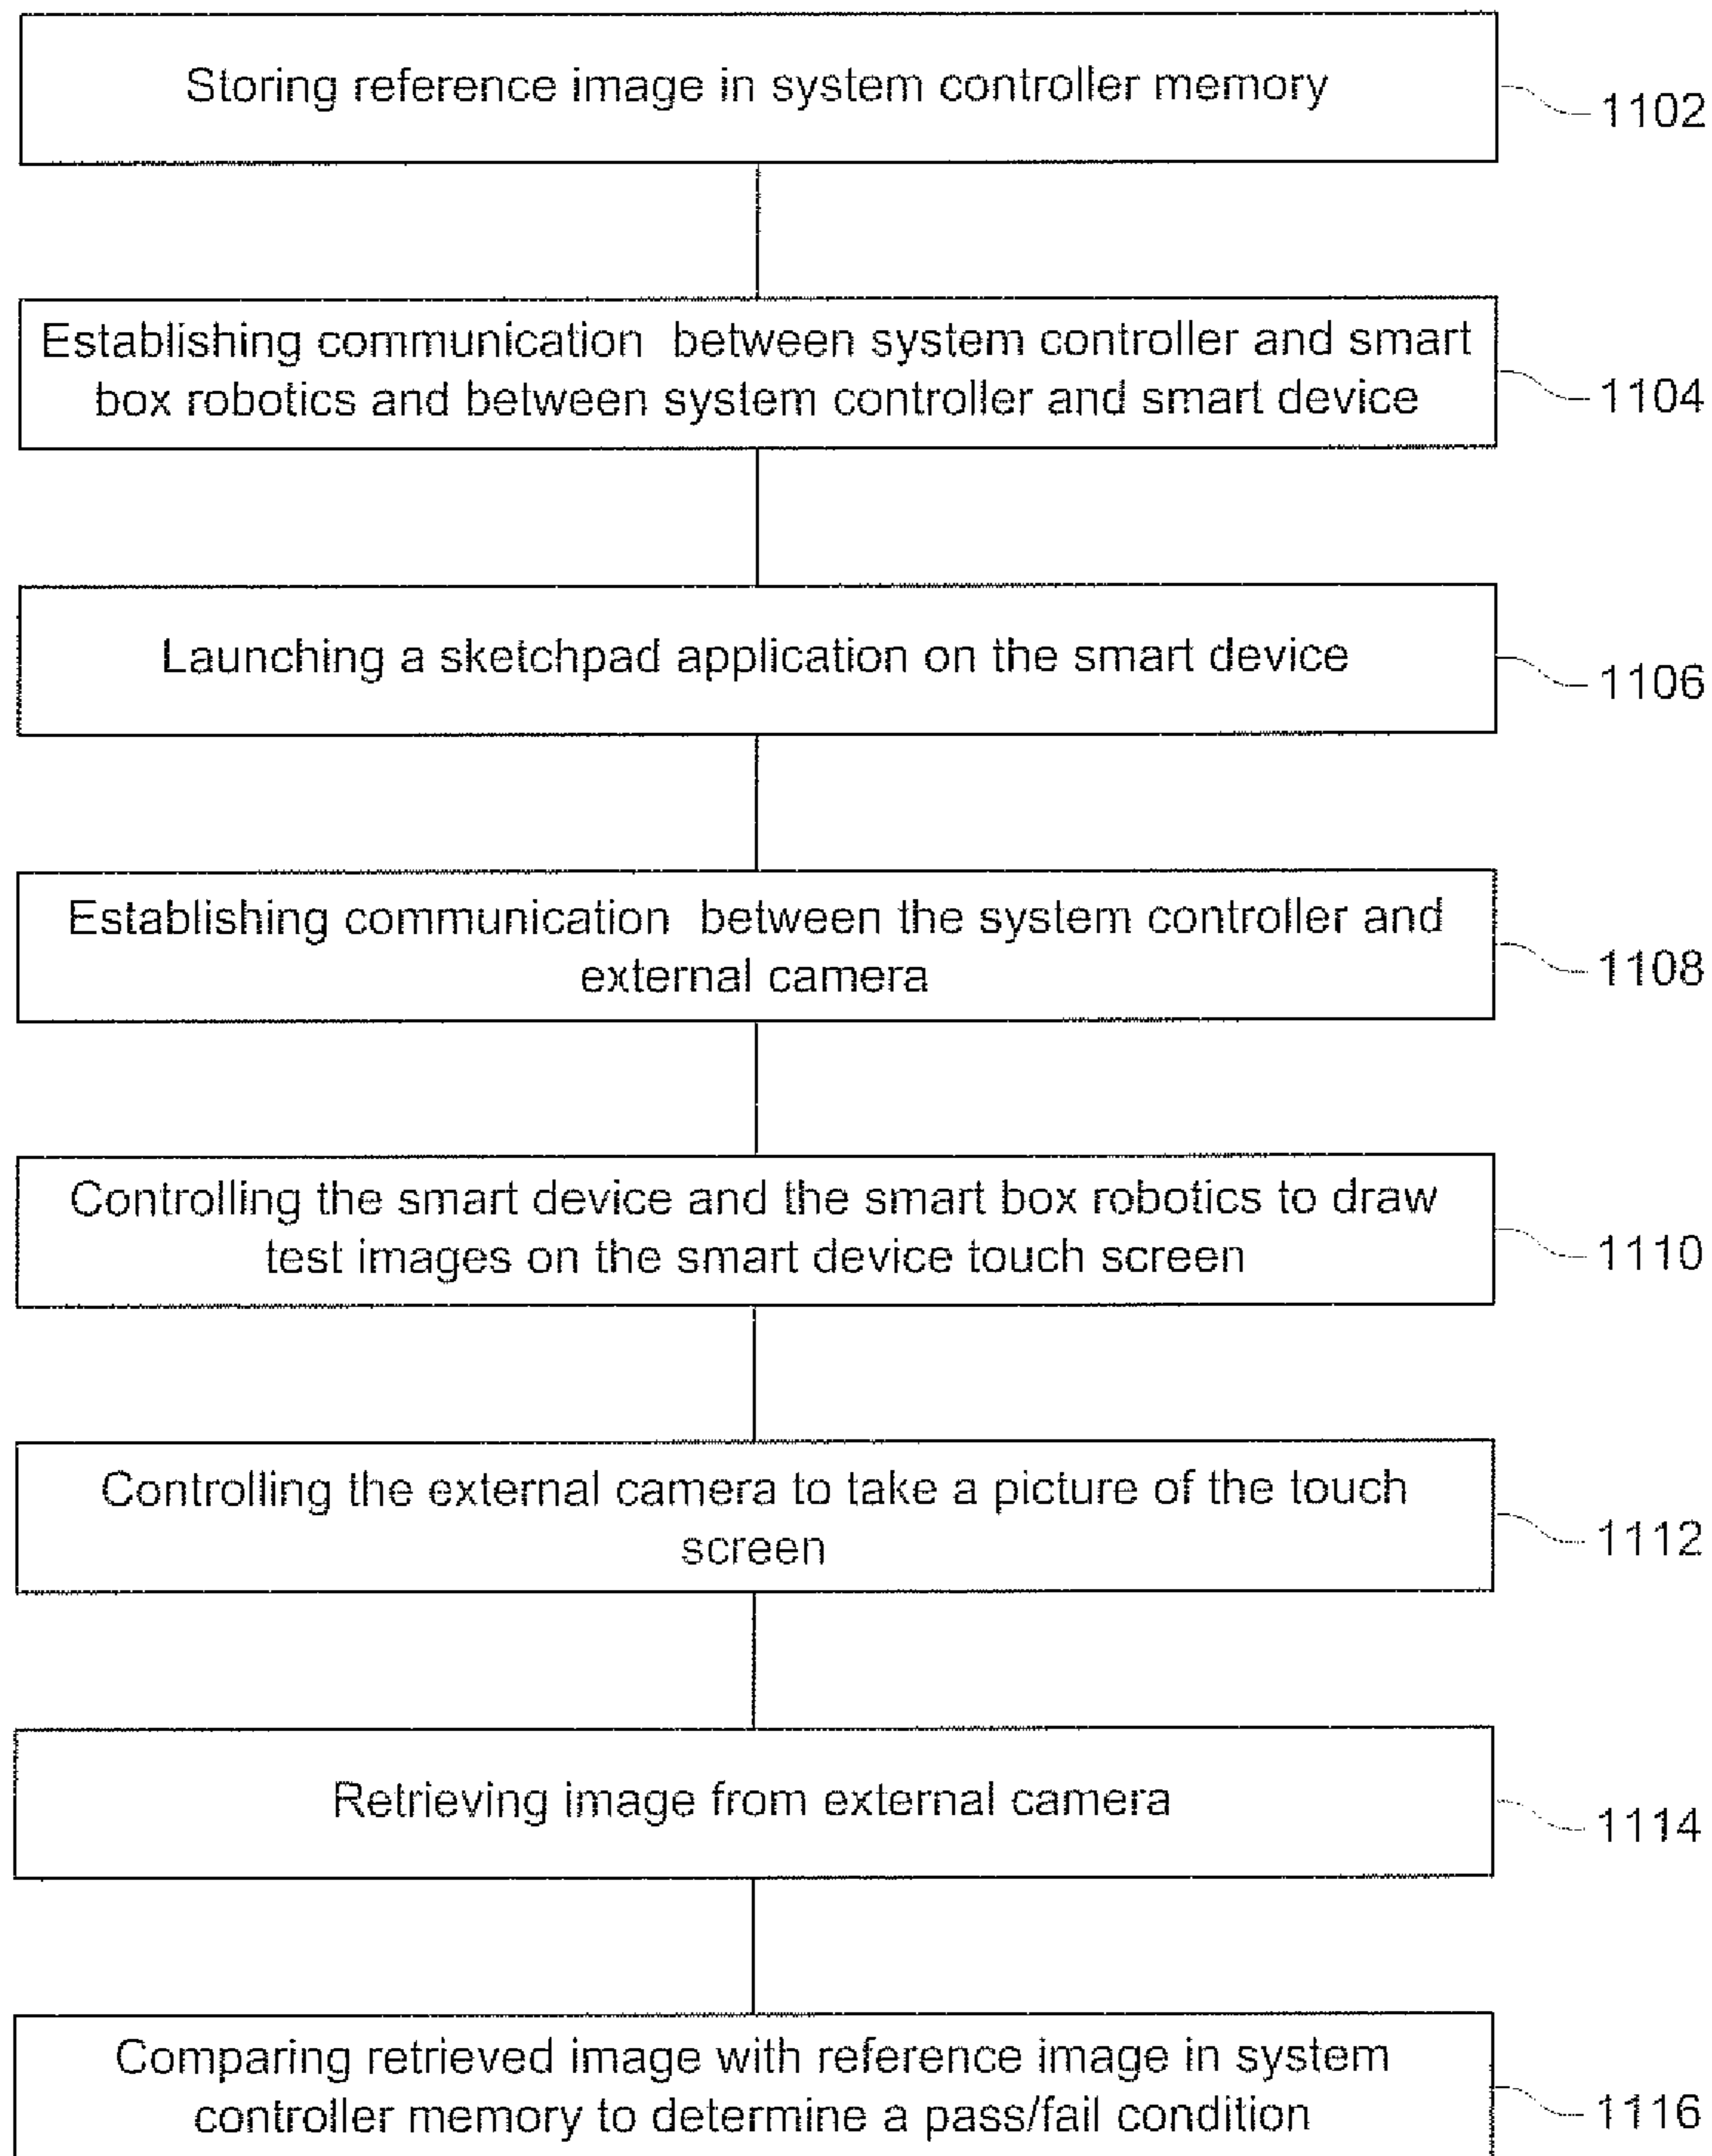 Storing reference image in system controller memory
1102
Establishing communication between system controller and smart
box robotics and between system controller and smart device
1104
Launching a sketchpad application on the smart device
1106
Establishing communication between the system controller and
external camera
1108
Controlling the smart device and the smart box robotics to draw
test images on the smart device touch screen
1110
Controlling the external camera to take a picture of the touch
screen
1112
Retrieving image from external camera
1114
Comparing retrieved image with reference image in system
controller memory to determine a pass/fail condition
1116